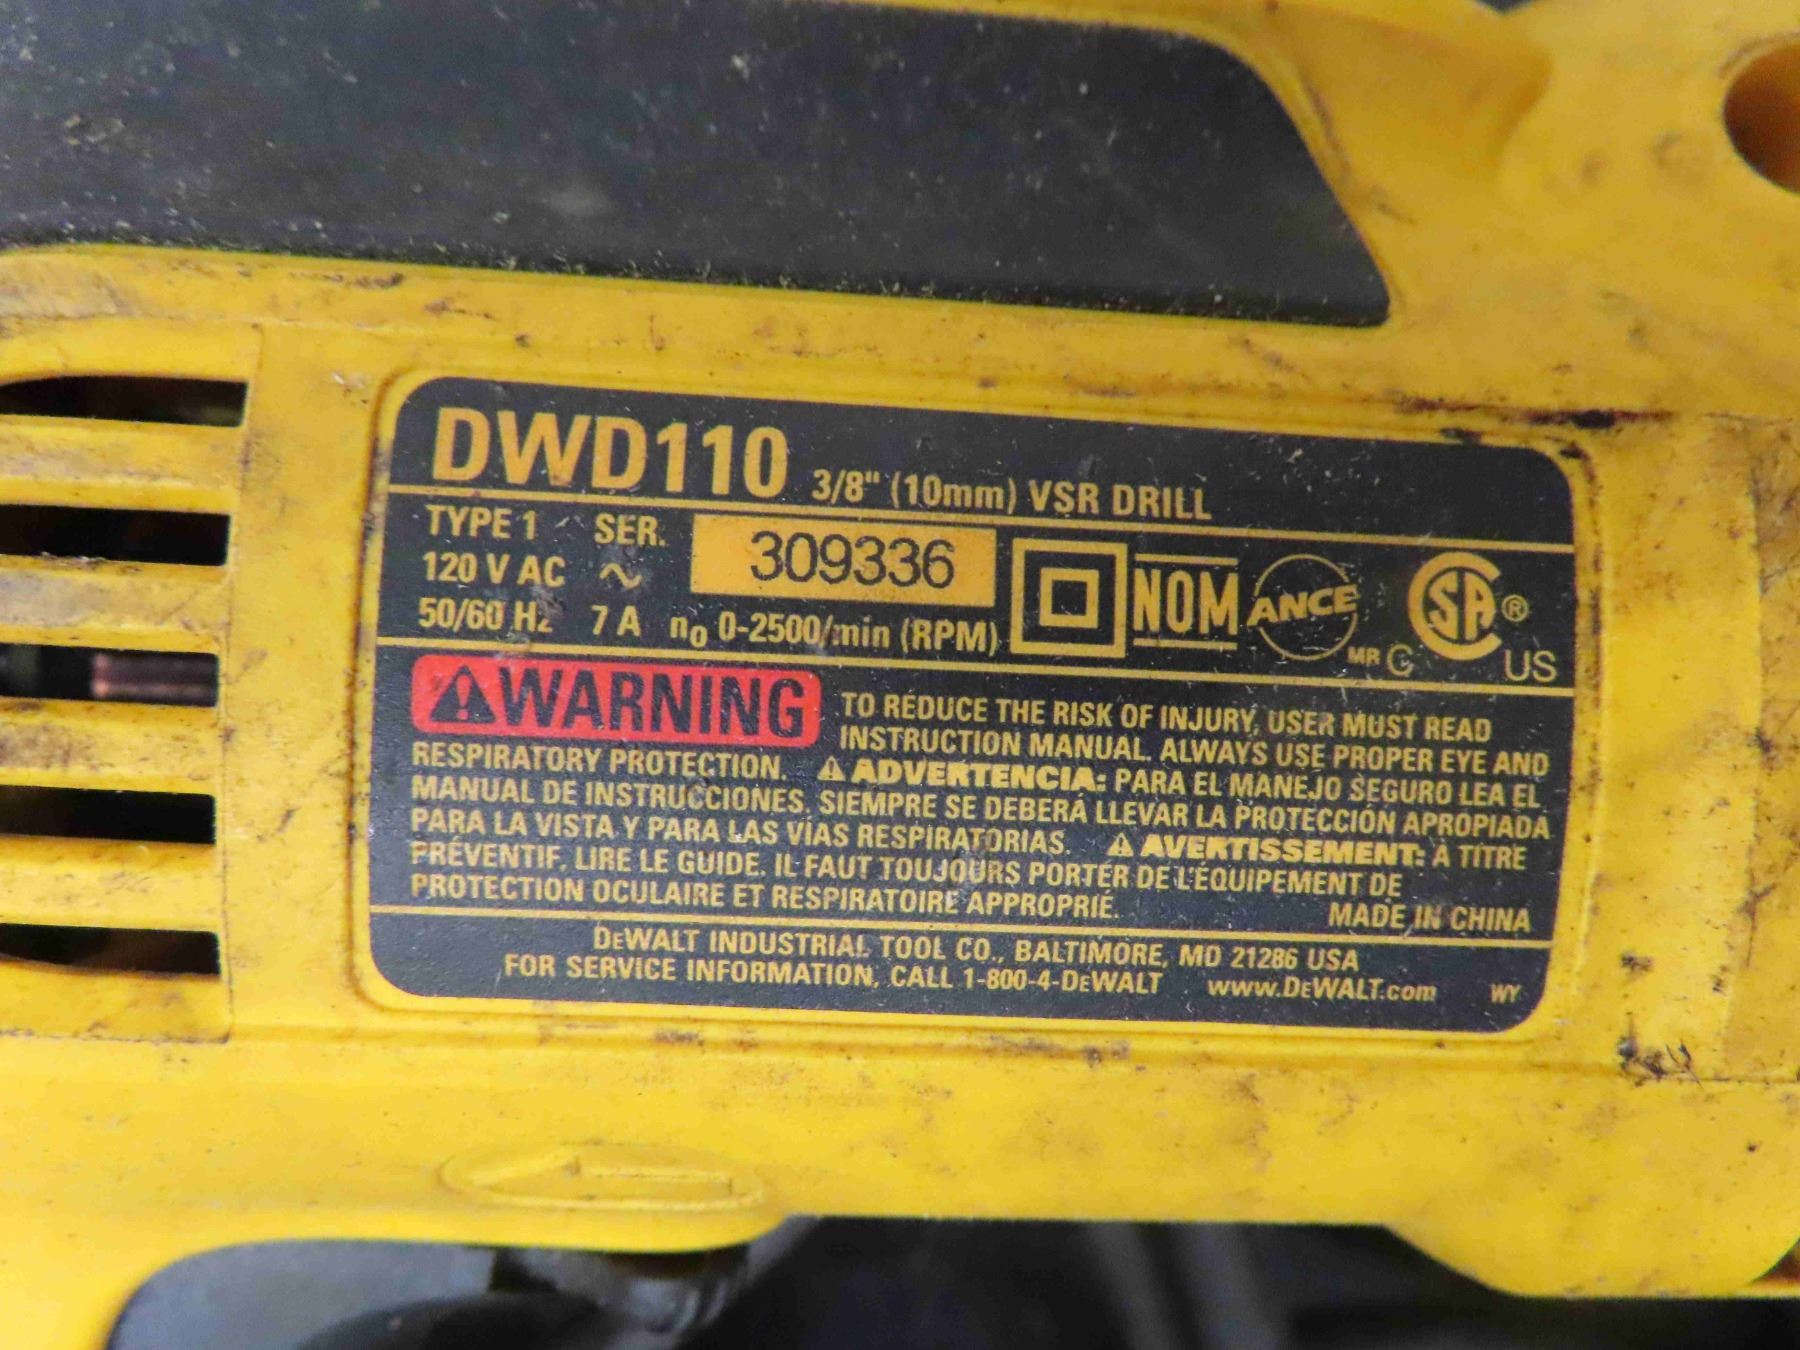 DWD110 3/8" (10mm) VSR DRILL
TYPE 1 SER. 309336
120 V AC ~
50/60 Hz 7 A n0 0-2500/min (RPM)
NOM ANCE MR C SA ® US
⚠WARNING TO REDUCE THE RISK OF INJURY, USER MUST READ
INSTRUCTION MANUAL. ALWAYS USE PROPER EYE AND
RESPIRATORY PROTECTION. ⚠ ADVERTENCIA: PARA EL MANEJO SEGURO LEA EL
MANUAL DE INSTRUCCIONES. SIEMPRE SE DEBERÁ LLEVAR LA PROTECCIÓN APROPIADA
PARA LA VISTA Y PARA LAS VÍAS RESPIRATORIAS. ⚠ AVERTISSEMENT: À TITRE
PRÉVENTIF, LIRE LE GUIDE. IL FAUT TOUJOURS PORTER DE L'ÉQUIPEMENT DE
PROTECTION OCULAIRE ET RESPIRATOIRE APPROPRIÉ. MADE IN CHINA
DEWALT INDUSTRIAL TOOL CO., BALTIMORE, MD 21286 USA
FOR SERVICE INFORMATION, CALL 1-800-4-DEWALT www.DEWALT.com WY